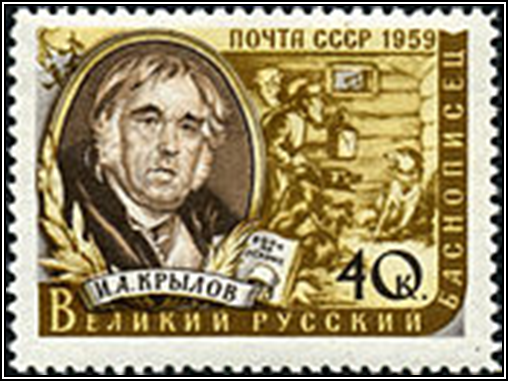 ПОЧТА СССР 1959
И.А.КРЫЛОВ
40К.
ВЕЛИКИЙ РУССКИЙ
БАСНОПИСЕЦ